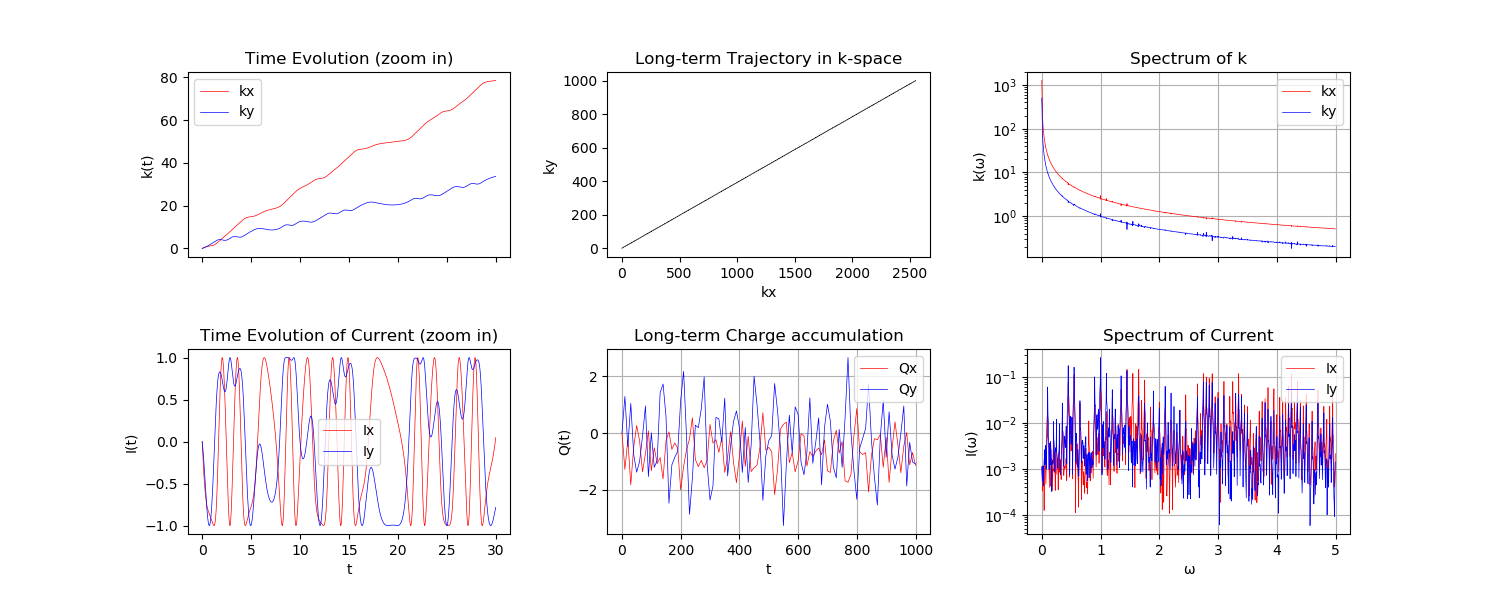 Time Evolution (zoom in)
k(t)
80
60
40
20
0
kx
ky
Long-term Trajectory in k-space
ky
1000
800
600
400
200
0
0 500 1000 1500 2000 2500
kx
Spectrum of k
k(ω)
10³
10²
10¹
10⁰
kx
ky
Time Evolution of Current (zoom in)
I(t)
1.0
0.5
0.0
−0.5
−1.0
Ix
Iy
0 5 10 15 20 25 30
t
Long-term Charge accumulation
Q(t)
2
0
−2
Qx
Qy
0 200 400 600 800 1000
t
Spectrum of Current
I(ω)
10⁻¹
10⁻²
10⁻³
10⁻⁴
Ix
Iy
0 1 2 3 4 5
ω